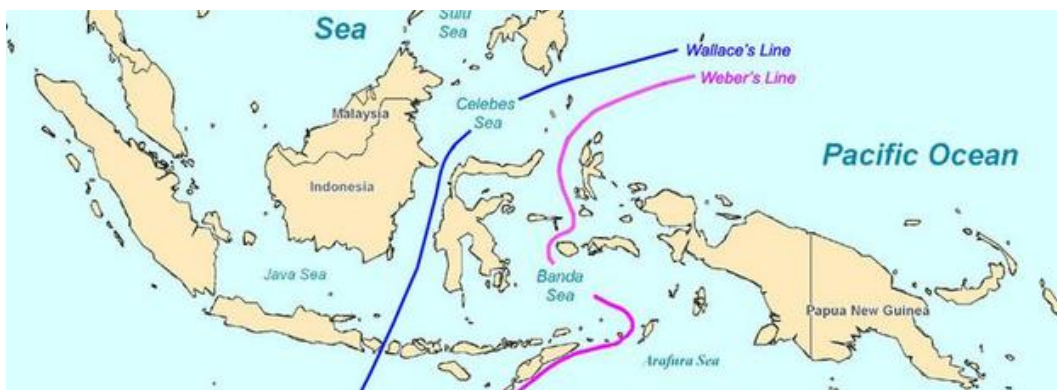 Sulu
Sea
Sea
Wallace's Line
Weber's Line
Celebes
Sea
Malaysia
Pacific Ocean
Indonesia
Java Sea
Banda
Sea
Papua New Guinea
Arafura Sea